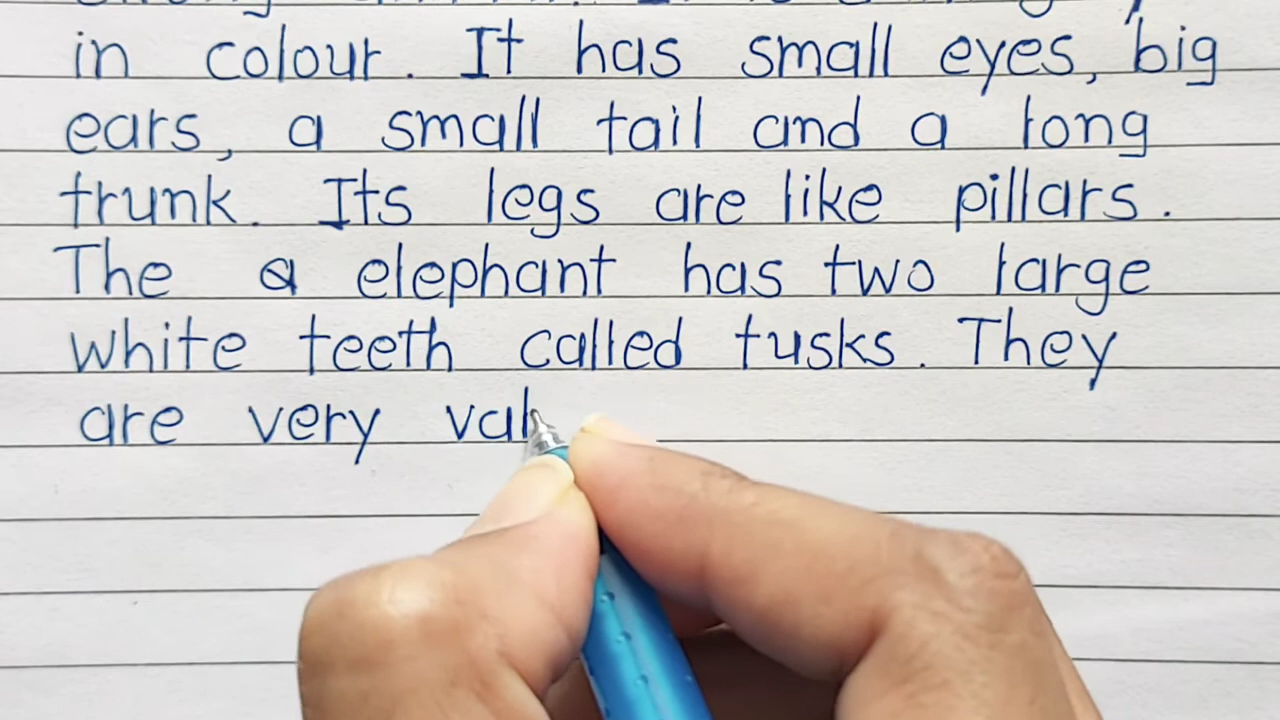 in colour. It has small eyes, big
ears, a small tail and a long
trunk. Its legs are like pillars.
The a elephant has two large
white teeth called tusks. They
are very val